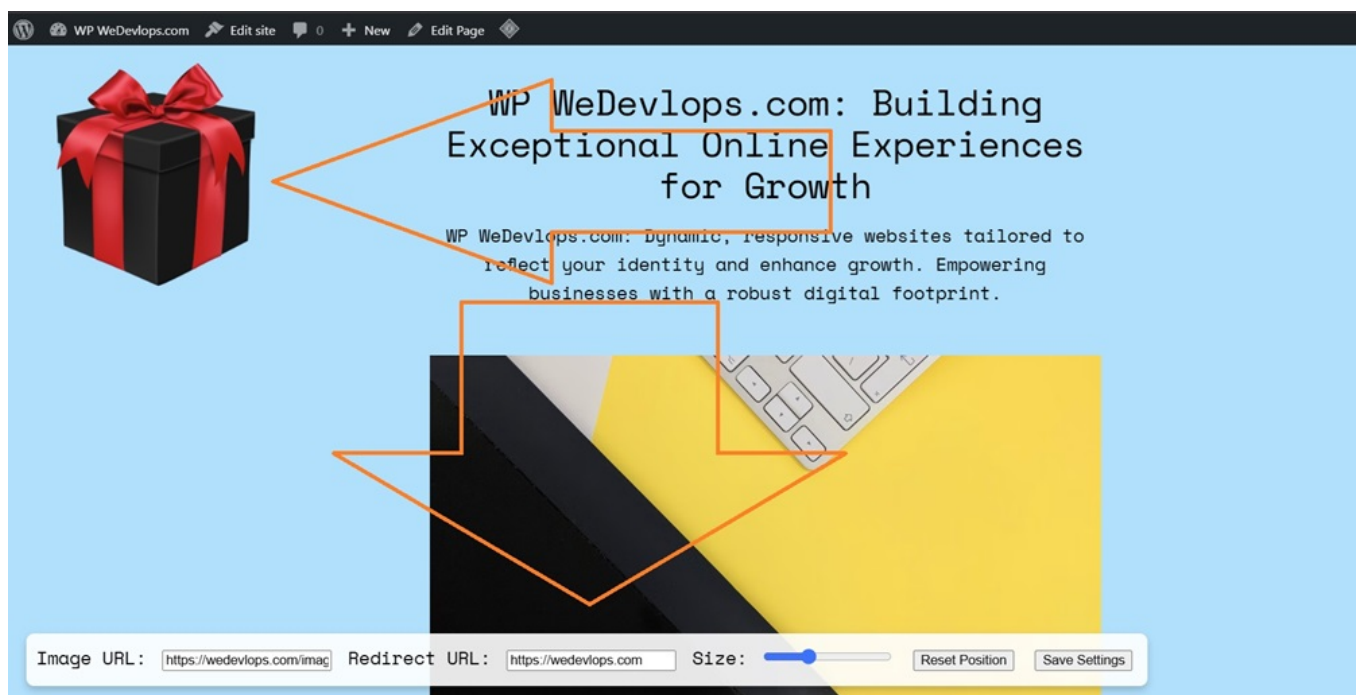 WP WeDevlops.com Edit site 0 New Edit Page
WP WeDevlops.com: Building
Exceptional Online Experiences
for Growth
WP WeDevlops.com: Dynamic, responsive websites tailored to
reflect your identity and enhance growth. Empowering
businesses with a robust digital footprint.
Image URL: https://wedevlops.com/imag Redirect URL: https://wedevlops.com Size: Reset Position Save Settings